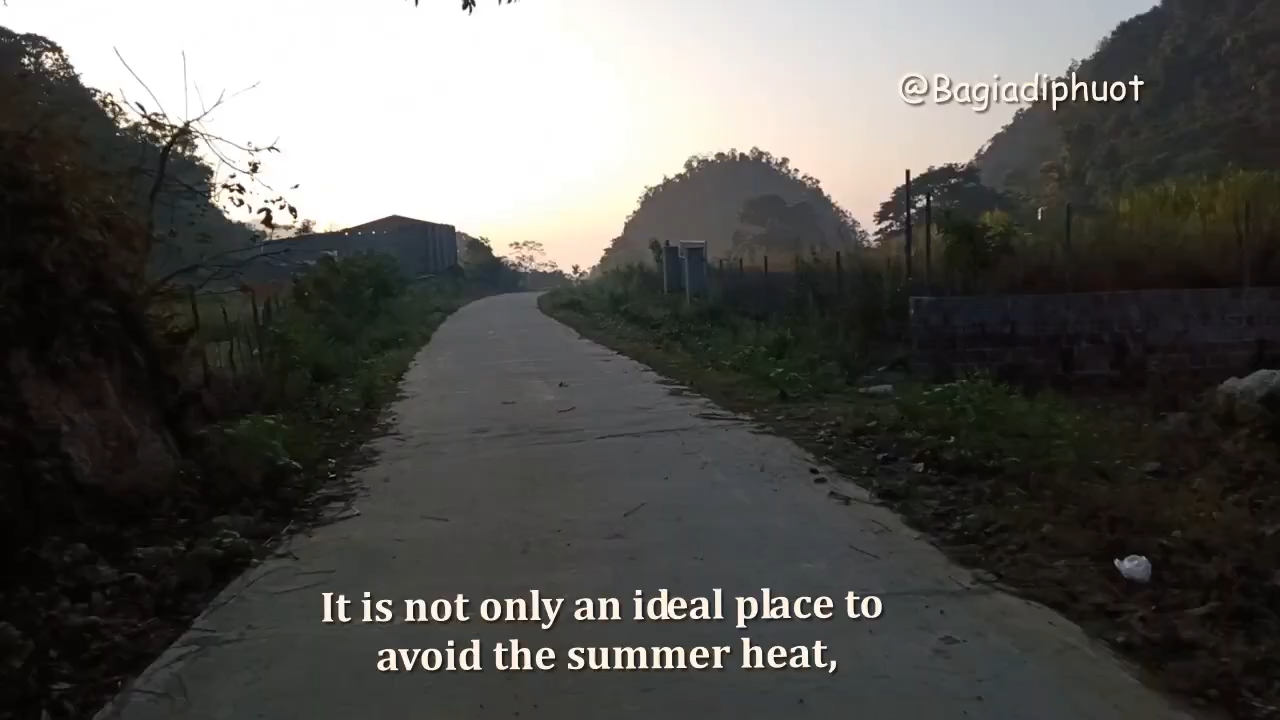 @Bagiadiphuot
It is not only an ideal place to
avoid the summer heat,